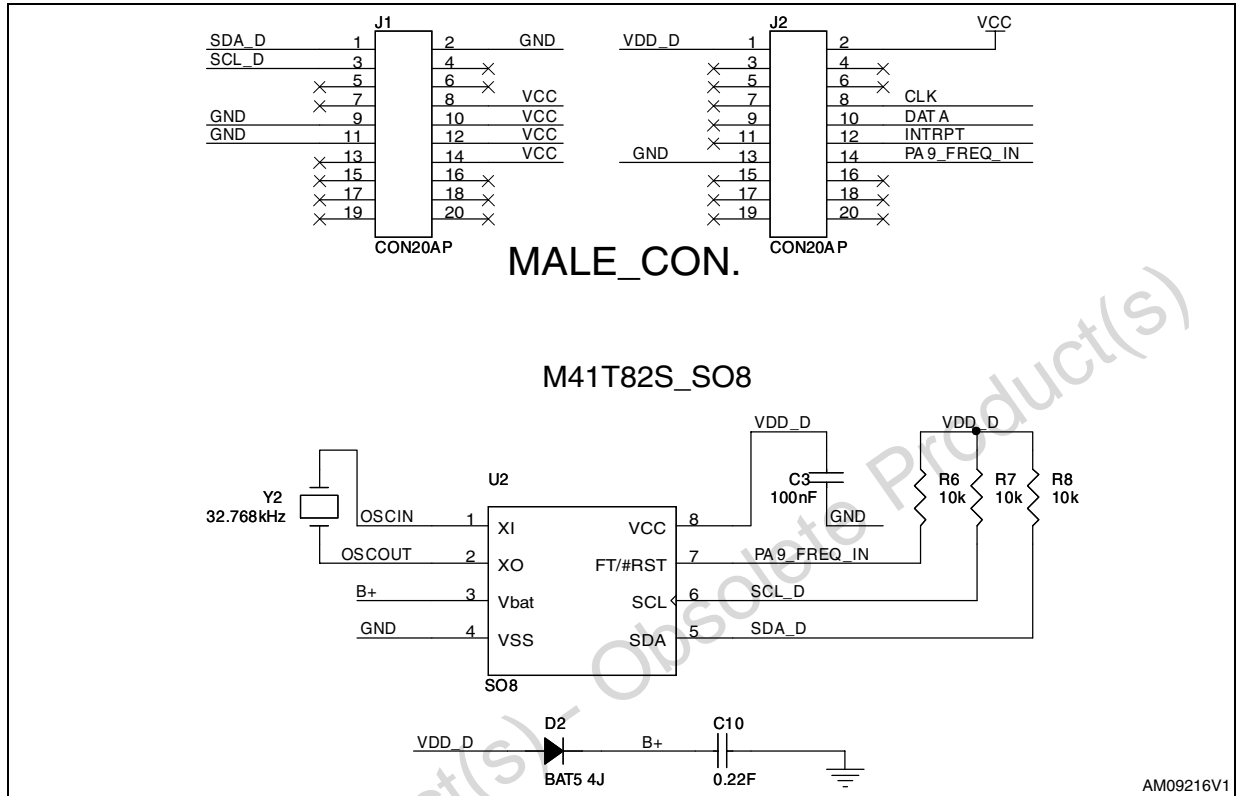 J1 J2
SDA_D 1 2 GND VDD_D 1 2 VCC
SCL_D 3 4 3 4
5 6 5 6
7 8 VCC 7 8 CLK
GND 9 10 VCC 9 10 DATA
GND 11 12 VCC 11 12 INTRPT
13 14 VCC GND 13 14 PA9_FREQ_IN
15 16 15 16
17 18 17 18
19 20 19 20
CON20AP CON20AP
MALE_CON.
M41T82S_SO8
VDD_D VDD_D
U2 C3 100nF GND
R6 10k R7 10k R8 10k
Y2 32.768kHz
OSCIN 1 XI VCC 8
OSCOUT 2 XO FT/#RST 7 PA9_FREQ_IN
B+ 3 Vbat SCL 6 SCL_D
GND 4 VSS SDA 5 SDA_D
SO8
D2 C10
VDD_D B+
BAT54J 0.22F
AM09216V1
ct(s) - Obsolete Product(s)